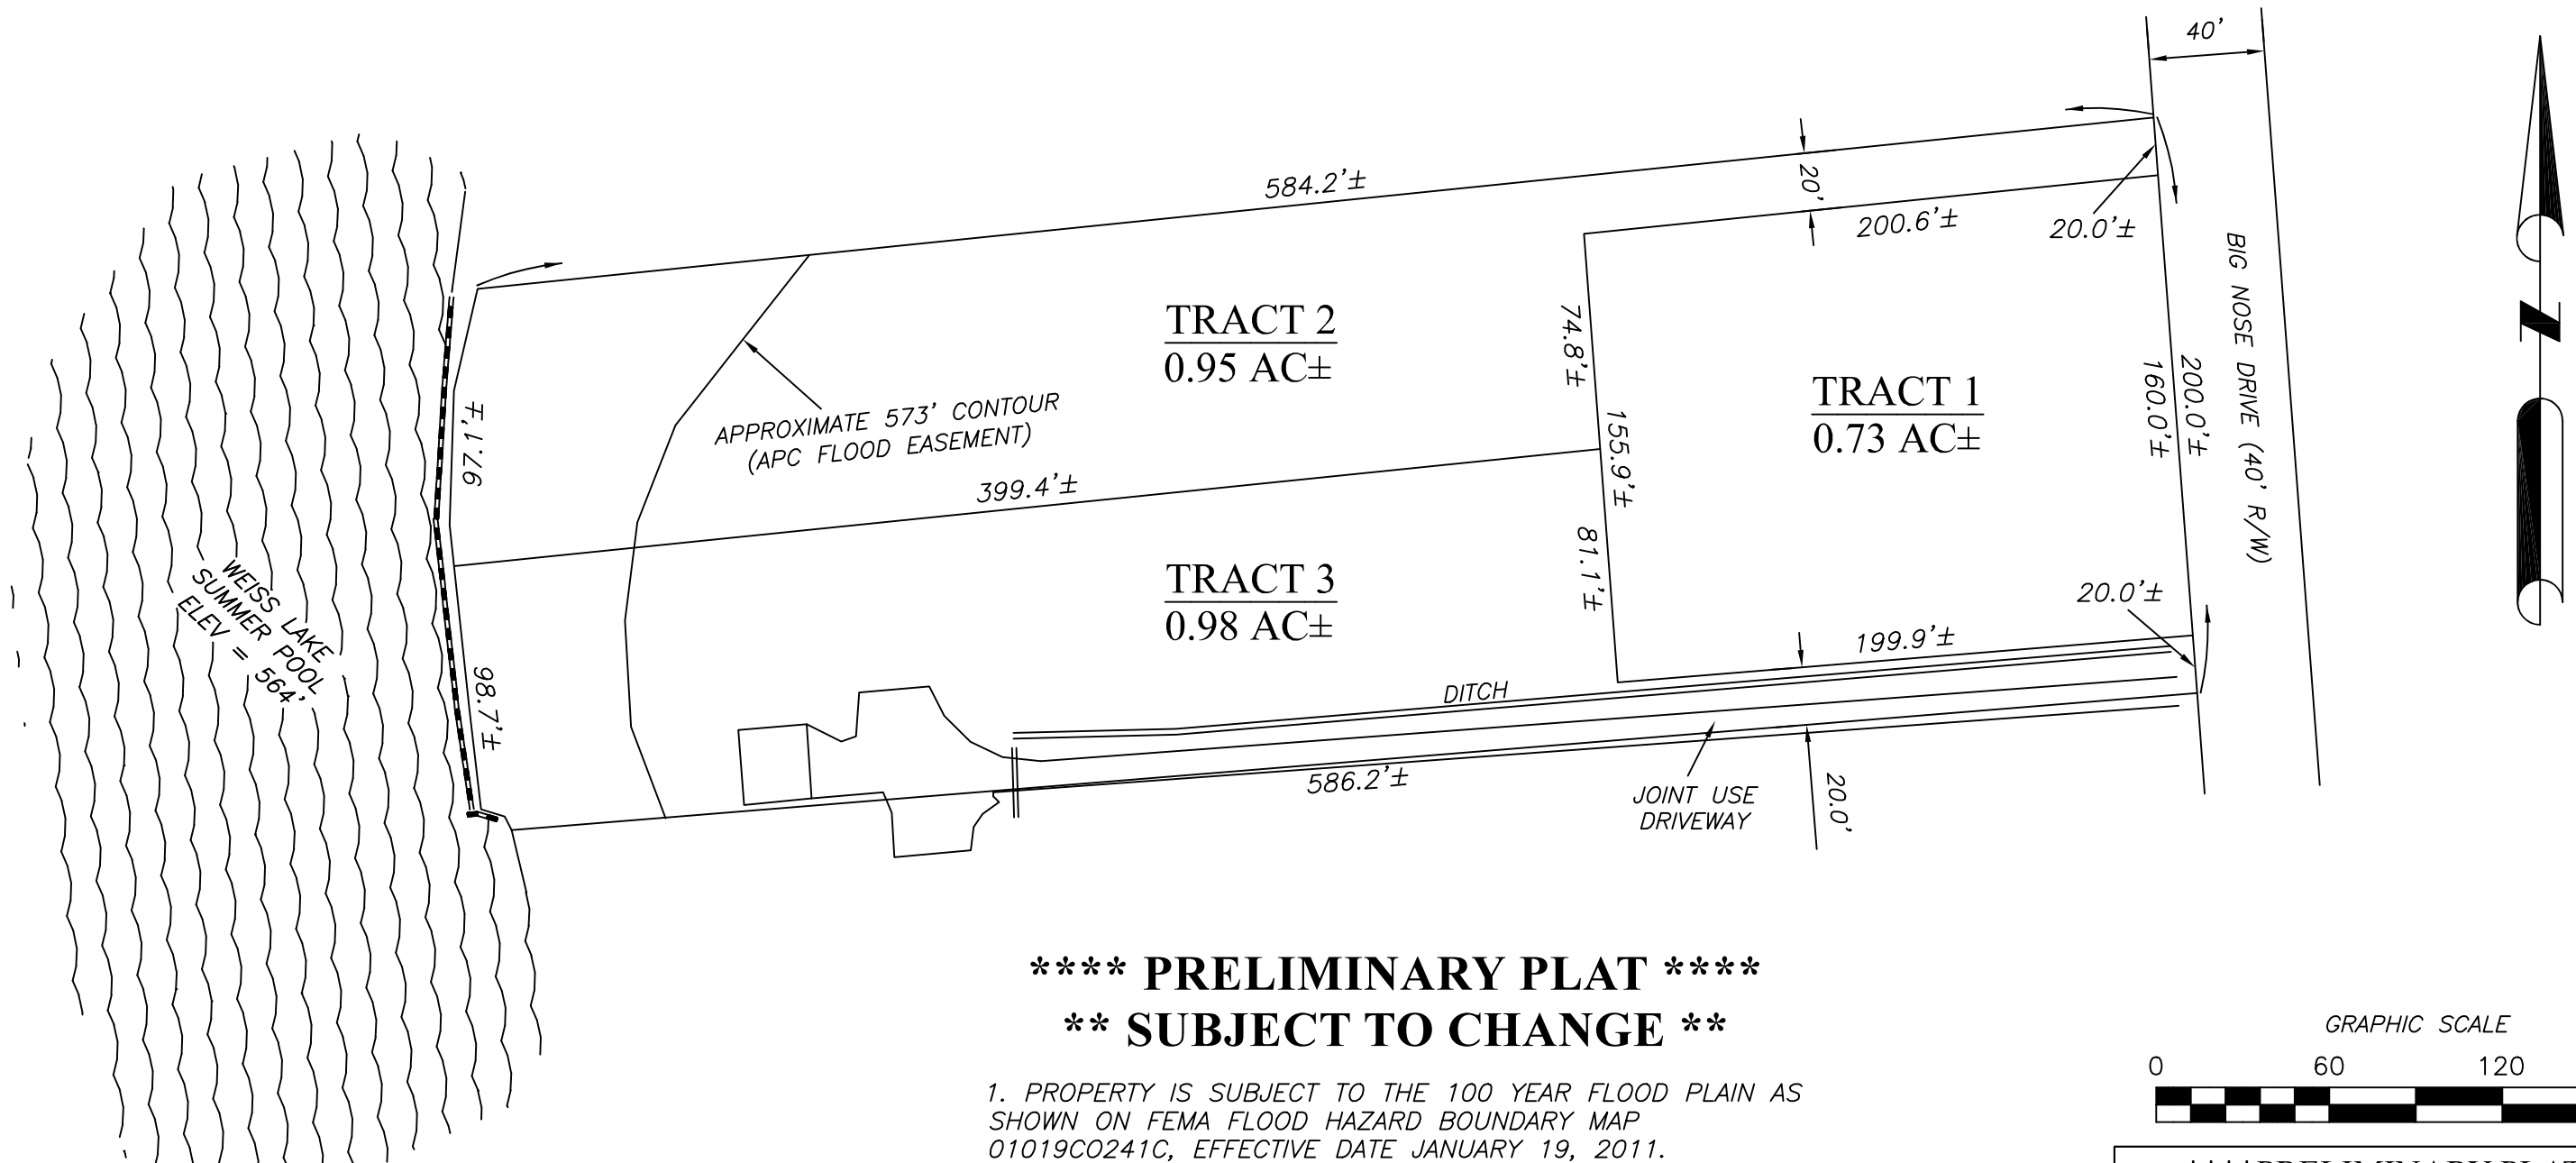 40'
584.2'±
20'
200.6'±
20.0'±
BIG NOSE DRIVE (40' R/W)
TRACT 2
0.95 AC±
74.8'±
155.9'±
81.1'±
TRACT 1
0.73 AC±
160.0'±
200.0'±
97.1'±
APPROXIMATE 573' CONTOUR
(APC FLOOD EASEMENT)
399.4'±
N
WEISS LAKE
SUMMER POOL
ELEV = 564'
TRACT 3
0.98 AC±
98.7'±
20.0'±
199.9'±
DITCH
586.2'±
JOINT USE
DRIVEWAY
20.0'
**** PRELIMINARY PLAT ****
** SUBJECT TO CHANGE **
GRAPHIC SCALE
0 60 120
1. PROPERTY IS SUBJECT TO THE 100 YEAR FLOOD PLAIN AS
SHOWN ON FEMA FLOOD HAZARD BOUNDARY MAP
01019C0241C, EFFECTIVE DATE JANUARY 19, 2011.
****PRELIMINARY PLAT